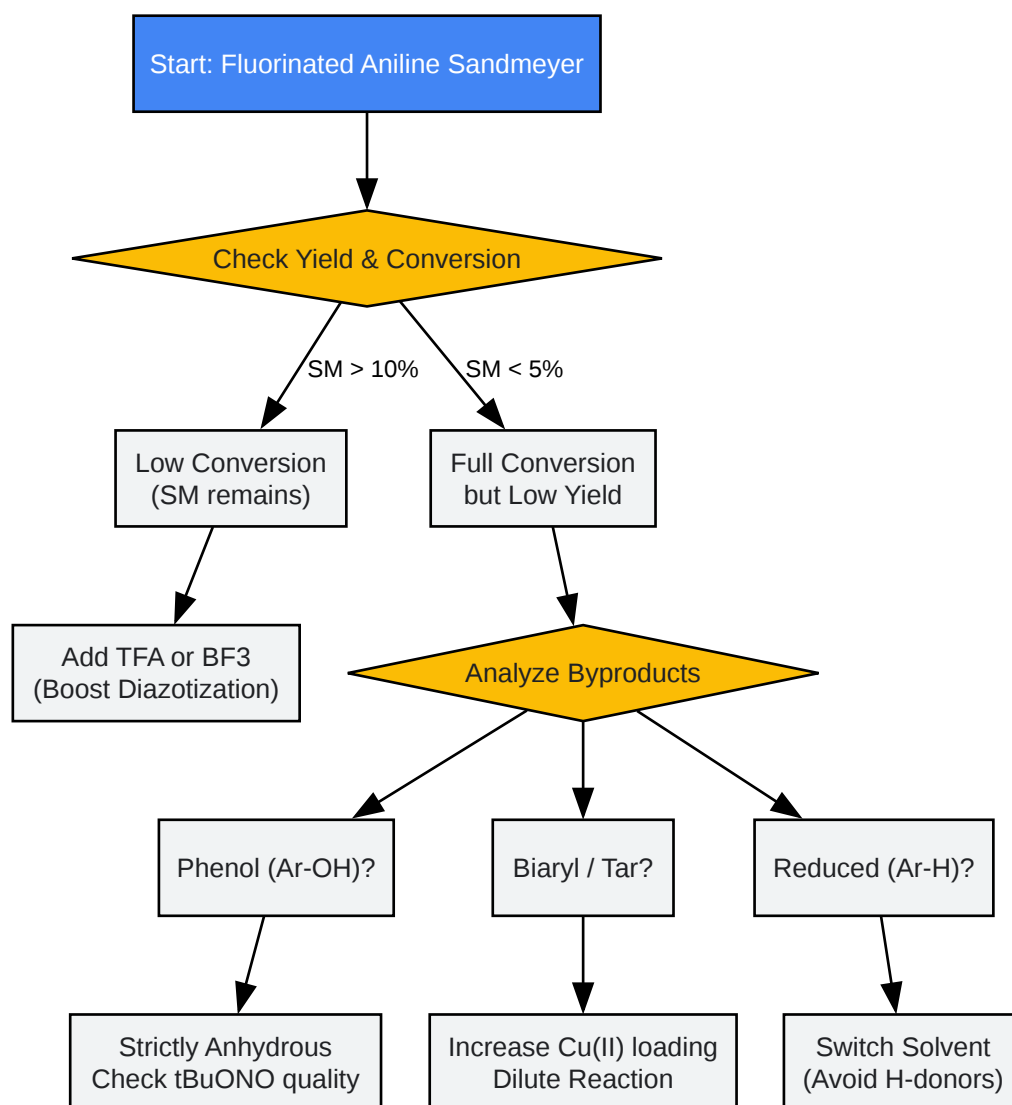 Start: Fluorinated Aniline Sandmeyer
Check Yield & Conversion
SM > 10%
SM < 5%
Low Conversion
(SM remains)
Full Conversion
but Low Yield
Add TFA or BF3
(Boost Diazotization)
Analyze Byproducts
Phenol (Ar-OH)?
Biaryl / Tar?
Reduced (Ar-H)?
Strictly Anhydrous
Check tBuONO quality
Increase Cu(II) loading
Dilute Reaction
Switch Solvent
(Avoid H-donors)